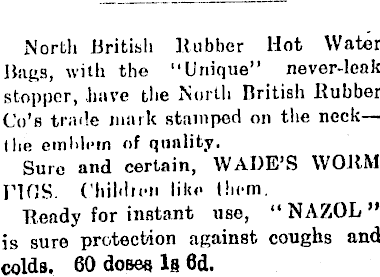 North British Rubber Hot Water
Bags, with the "Unique" never-leak
stopper, have the North British Rubber
Co's trade mark stamped on the neck—
the emblem of quality.
Sure and certain, WADE'S WORM
FIGS. Children like them.
Ready for instant use, "NAZOL"
is sure protection against coughs and
colds. 60 doses 1s 6d.